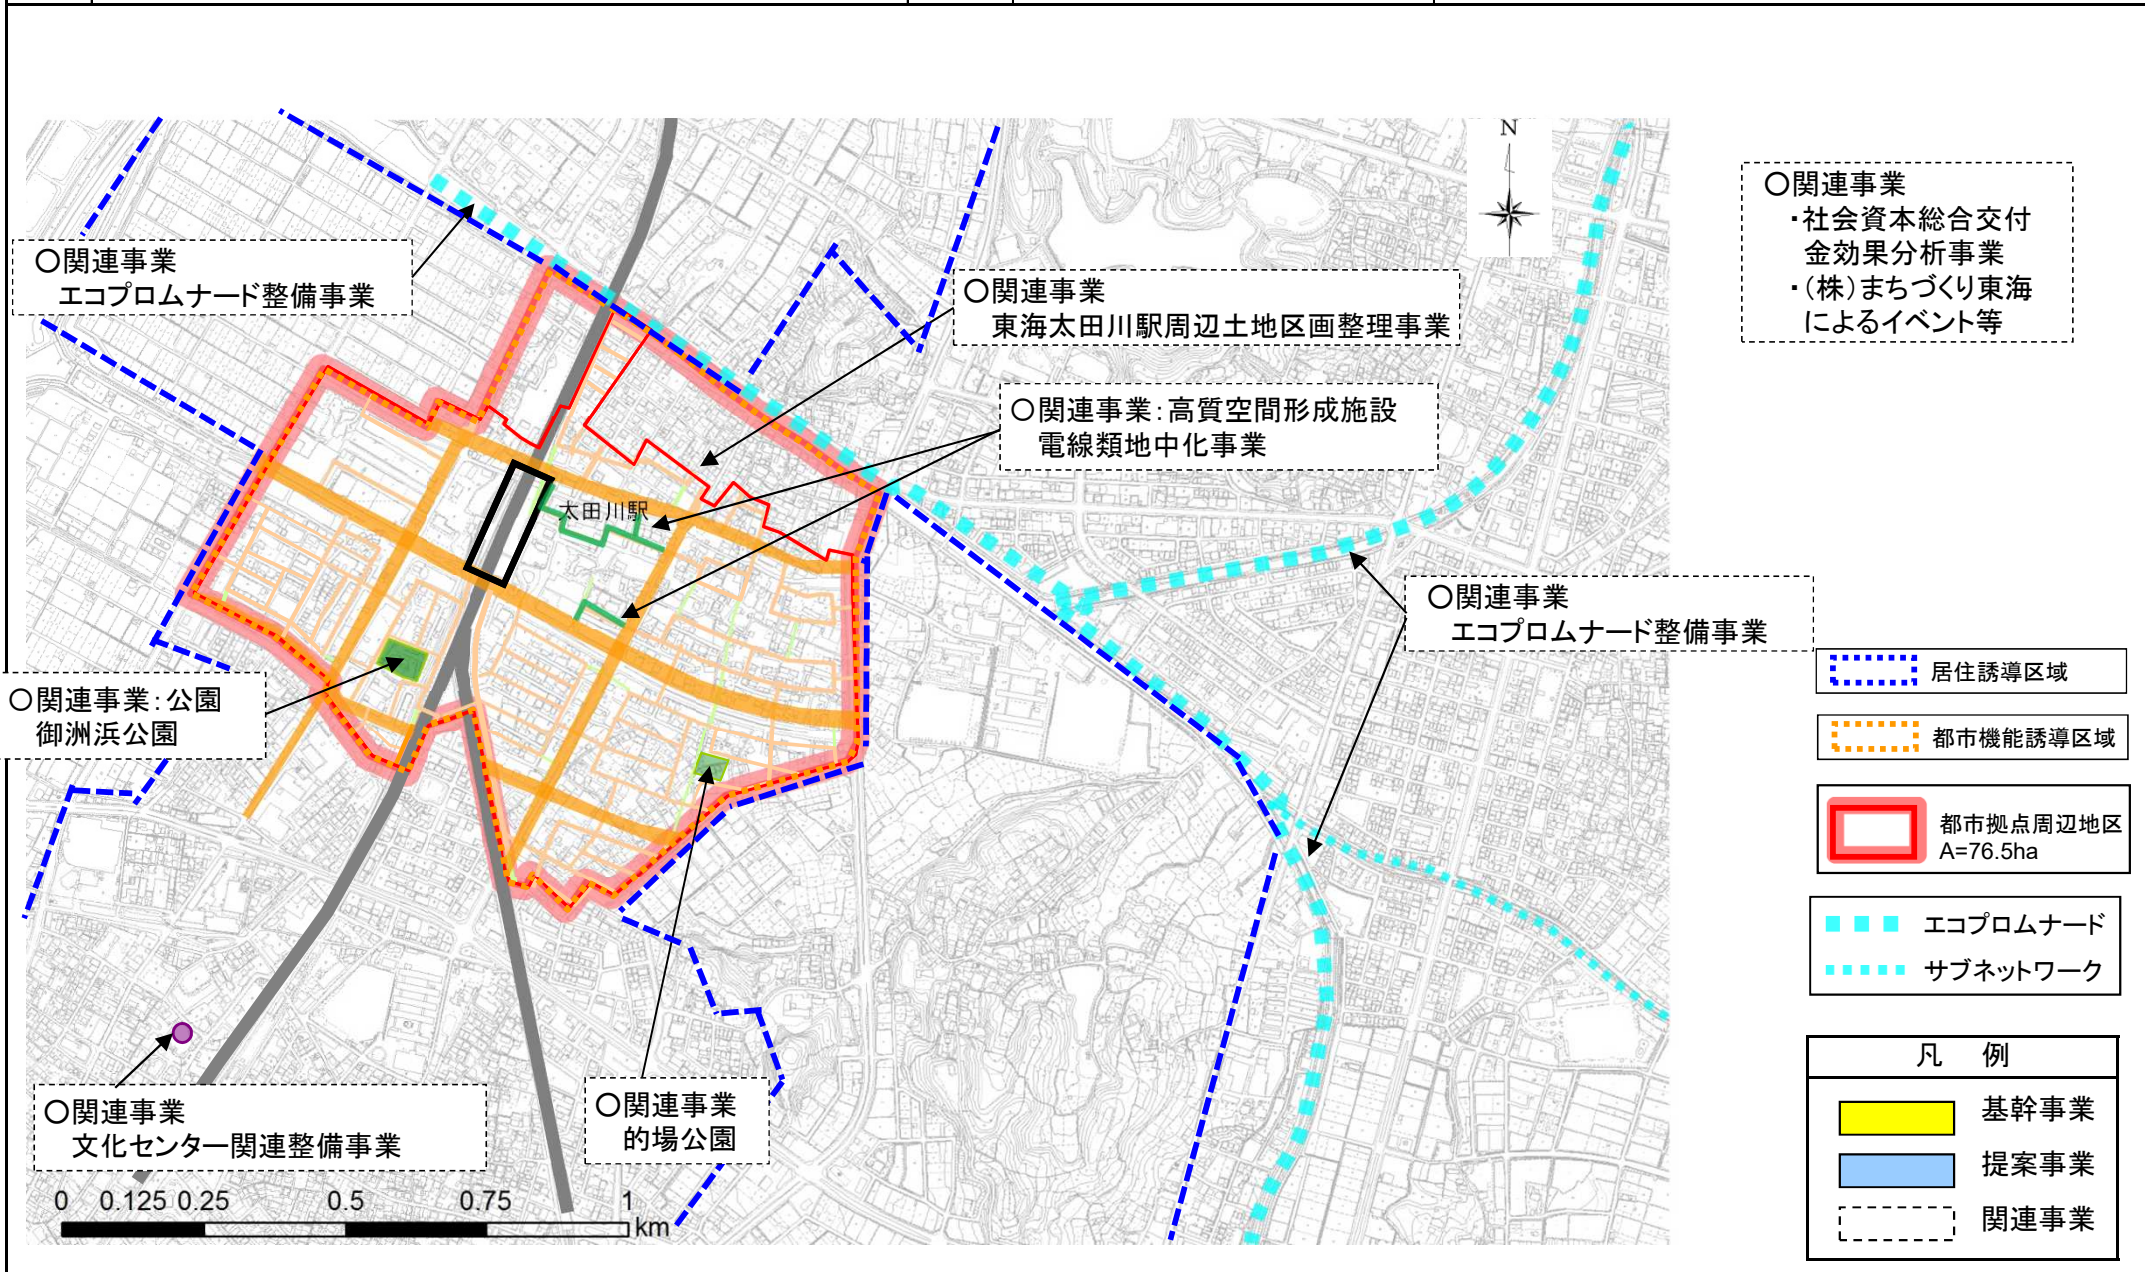 N
〇関連事業
・社会資本総合交付
金効果分析事業
・(株)まちづくり東海
によるイベント等
〇関連事業
エコプロムナード整備事業
〇関連事業
東海太田川駅周辺土地区画整理事業
〇関連事業:高質空間形成施設
電線類地中化事業
太田川駅
〇関連事業
エコプロムナード整備事業
〇関連事業:公園
御洲浜公園
居住誘導区域
都市機能誘導区域
都市拠点周辺地区
A=76.5ha
エコプロムナード
サブネットワーク
〇関連事業
文化センター関連整備事業
〇関連事業
的場公園
凡 例
基幹事業
提案事業
関連事業
0 0.125 0.25 0.5 0.75 1
km